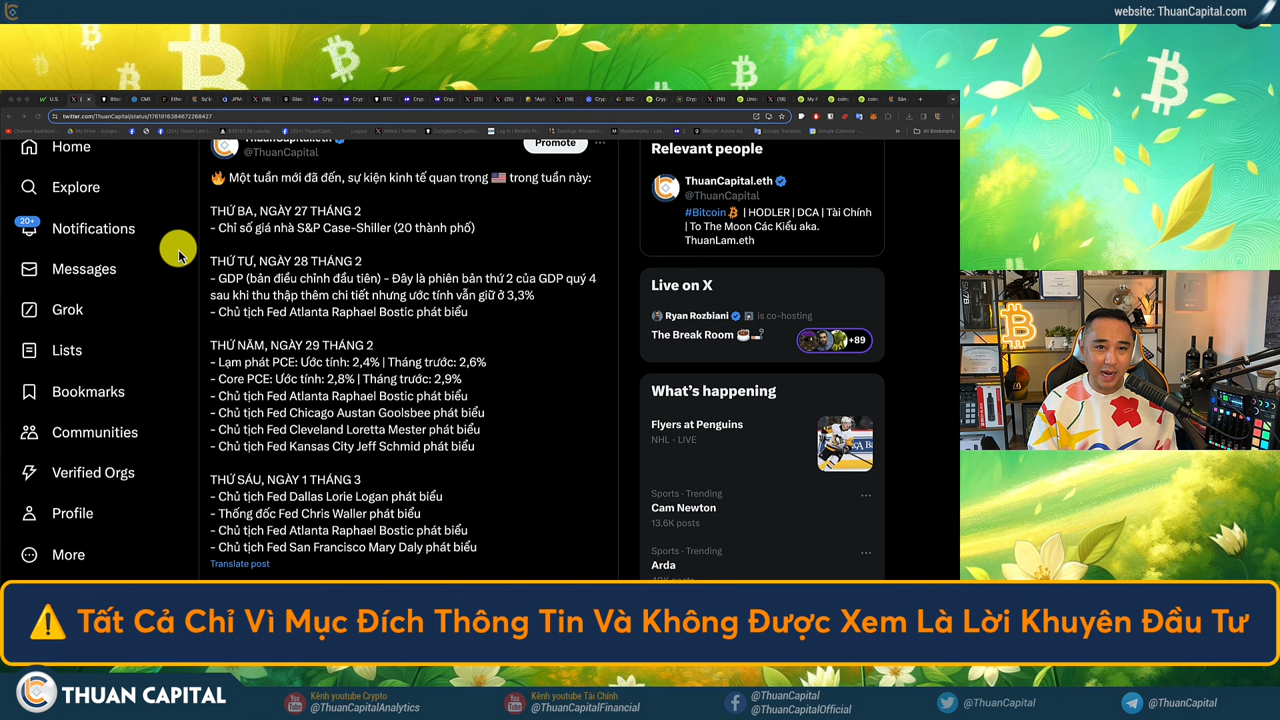 website: ThuanCapital.com
twitter.com/ThuanCapital/status/1761816384672268427
Home
Explore
20+
Notifications
Messages
Grok
Lists
Bookmarks
Communities
Verified Orgs
Profile
More
@ThuanCapital
Promote
🔥 Một tuần mới đã đến, sự kiện kinh tế quan trọng 🇺🇸 trong tuần này:
THỨ BA, NGÀY 27 THÁNG 2
- Chỉ số giá nhà S&P Case-Shiller (20 thành phố)
THỨ TƯ, NGÀY 28 THÁNG 2
- GDP (bản điều chỉnh đầu tiên) - Đây là phiên bản thứ 2 của GDP quý 4
sau khi thu thập thêm chi tiết nhưng ước tính vẫn giữ ở 3,3%
- Chủ tịch Fed Atlanta Raphael Bostic phát biểu
THỨ NĂM, NGÀY 29 THÁNG 2
- Lạm phát PCE: Ước tính: 2,4% | Tháng trước: 2,6%
- Core PCE: Ước tính: 2,8% | Tháng trước: 2,9%
- Chủ tịch Fed Atlanta Raphael Bostic phát biểu
- Chủ tịch Fed Chicago Austan Goolsbee phát biểu
- Chủ tịch Fed Cleveland Loretta Mester phát biểu
- Chủ tịch Fed Kansas City Jeff Schmid phát biểu
THỨ SÁU, NGÀY 1 THÁNG 3
- Chủ tịch Fed Dallas Lorie Logan phát biểu
- Thống đốc Fed Chris Waller phát biểu
- Chủ tịch Fed Atlanta Raphael Bostic phát biểu
- Chủ tịch Fed San Francisco Mary Daly phát biểu
Translate post
Relevant people
ThuanCapital.eth
@ThuanCapital
#Bitcoin | HODLER | DCA | Tài Chính
| To The Moon Các Kiểu aka.
ThuanLam.eth
Live on X
Ryan Rozbiani is co-hosting
The Break Room ☕🚬
+89
What's happening
Flyers at Penguins
NHL · LIVE
Sports · Trending
Cam Newton
13.6K posts
Sports · Trending
Arda
⚠️ Tất Cả Chỉ Vì Mục Đích Thông Tin Và Không Được Xem Là Lời Khuyên Đầu Tư
THUAN CAPITAL
Kênh youtube Crypto
@ThuanCapitalAnalytics
Kênh youtube Tài Chính
@ThuanCapitalFinancial
@ThuanCapital
@ThuanCapitalOfficial
@ThuanCapital
@ThuanCapital